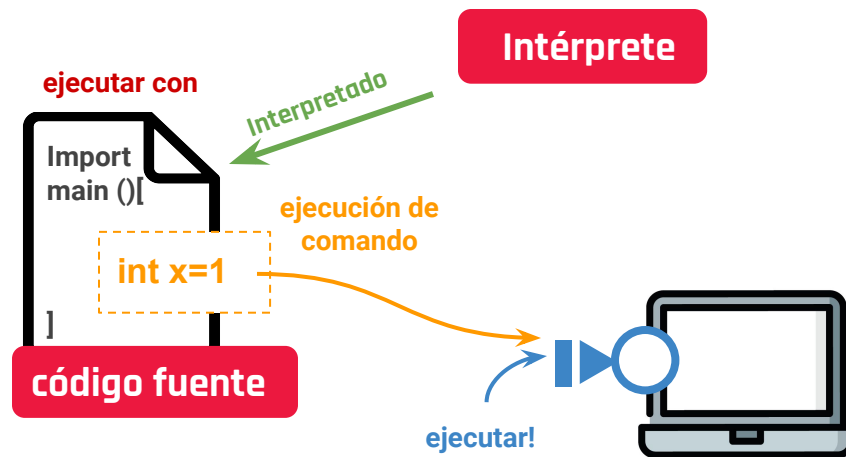 Intérprete
ejecutar con
Interpretado
Import
main ()[
ejecución de
comando
int x=1
]
código fuente
ejecutar!